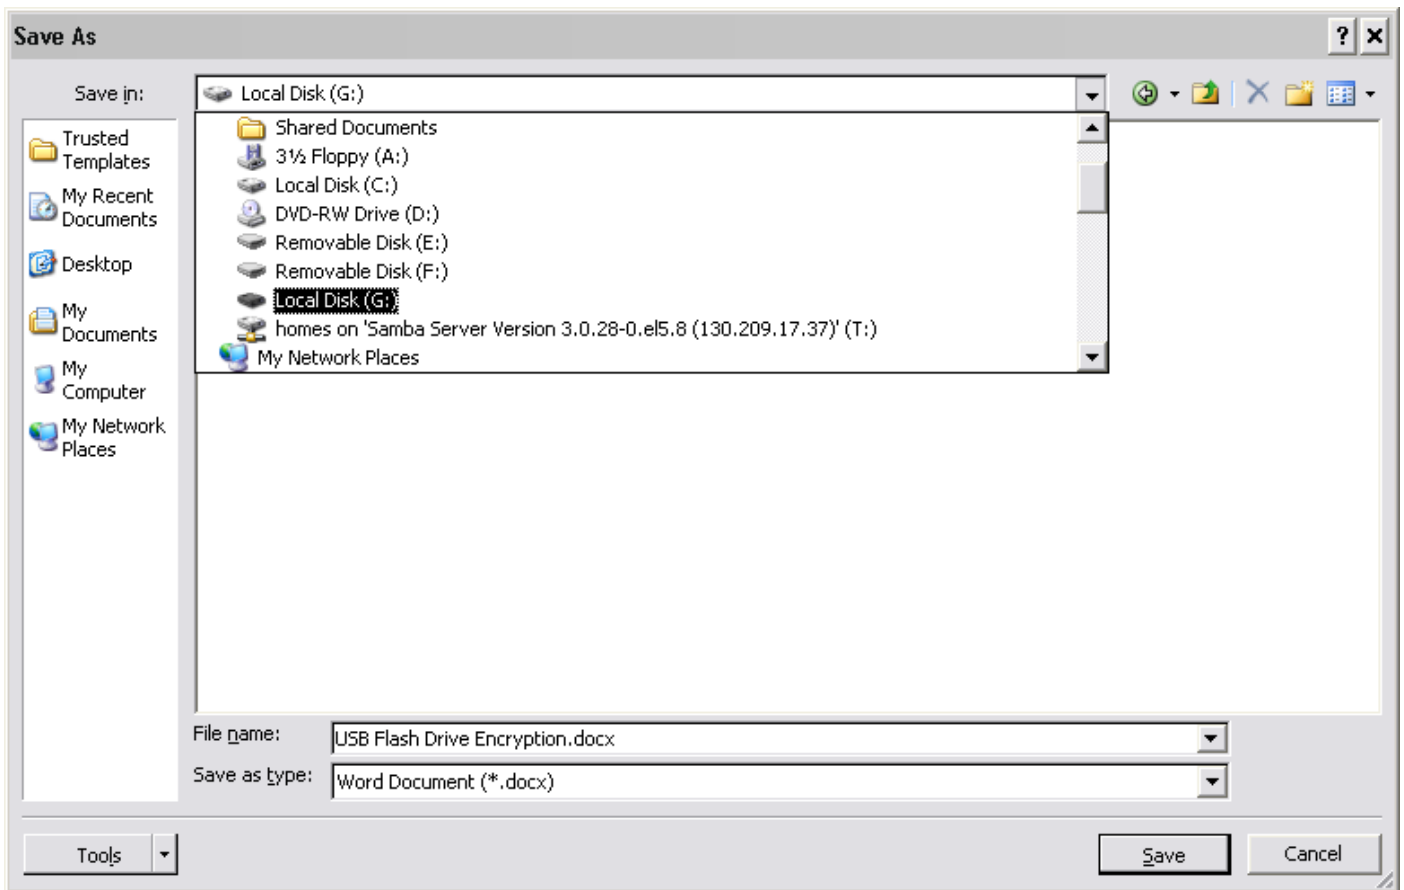 Save As
Save in:
Local Disk (G:)
Trusted
Templates
My Recent
Documents
Desktop
My
Documents
My
Computer
My Network
Places
Shared Documents
3½ Floppy (A:)
Local Disk (C:)
DVD-RW Drive (D:)
Removable Disk (E:)
Removable Disk (F:)
Local Disk (G:)
homes on 'Samba Server Version 3.0.28-0.el5.8 (130.209.17.37)' (T:)
My Network Places
File name:
USB Flash Drive Encryption.docx
Save as type:
Word Document (*.docx)
Tools
Save
Cancel